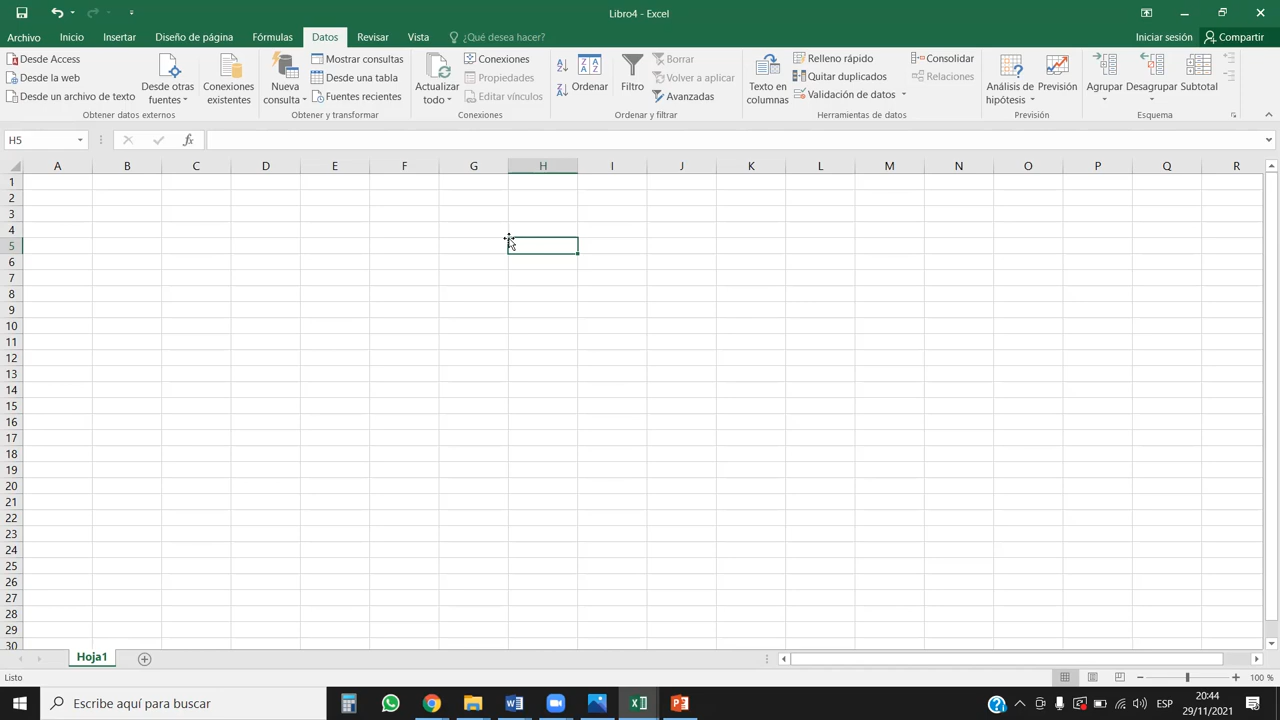 Libro4 - Excel
Archivo Inicio Insertar Diseño de página Fórmulas Datos Revisar Vista ¿Qué desea hacer? Iniciar sesión Compartir
Desde Access
Desde la web
Desde un archivo de texto
Desde otras
fuentes
Obtener datos externos
Conexiones
existentes
Nueva
consulta
Mostrar consultas
Desde una tabla
Fuentes recientes
Obtener y transformar
Actualizar
todo
Conexiones
Propiedades
Editar vínculos
Conexiones
Ordenar
Filtro
Borrar
Volver a aplicar
Avanzadas
Ordenar y filtrar
Texto en
columnas
Relleno rápido
Quitar duplicados
Validación de datos
Consolidar
Relaciones
Herramientas de datos
Análisis de
hipótesis
Previsión
Previsión
Agrupar Desagrupar Subtotal
Esquema
H5 fx
A B C D E F G H I J K L M N O P Q R
1
2
3
4
5
6
7
8
9
10
11
12
13
14
15
16
17
18
19
20
21
22
23
24
25
26
27
28
29
30
Hoja1
Listo 100 %
Escribe aquí para buscar
ESP
20:44
29/11/2021